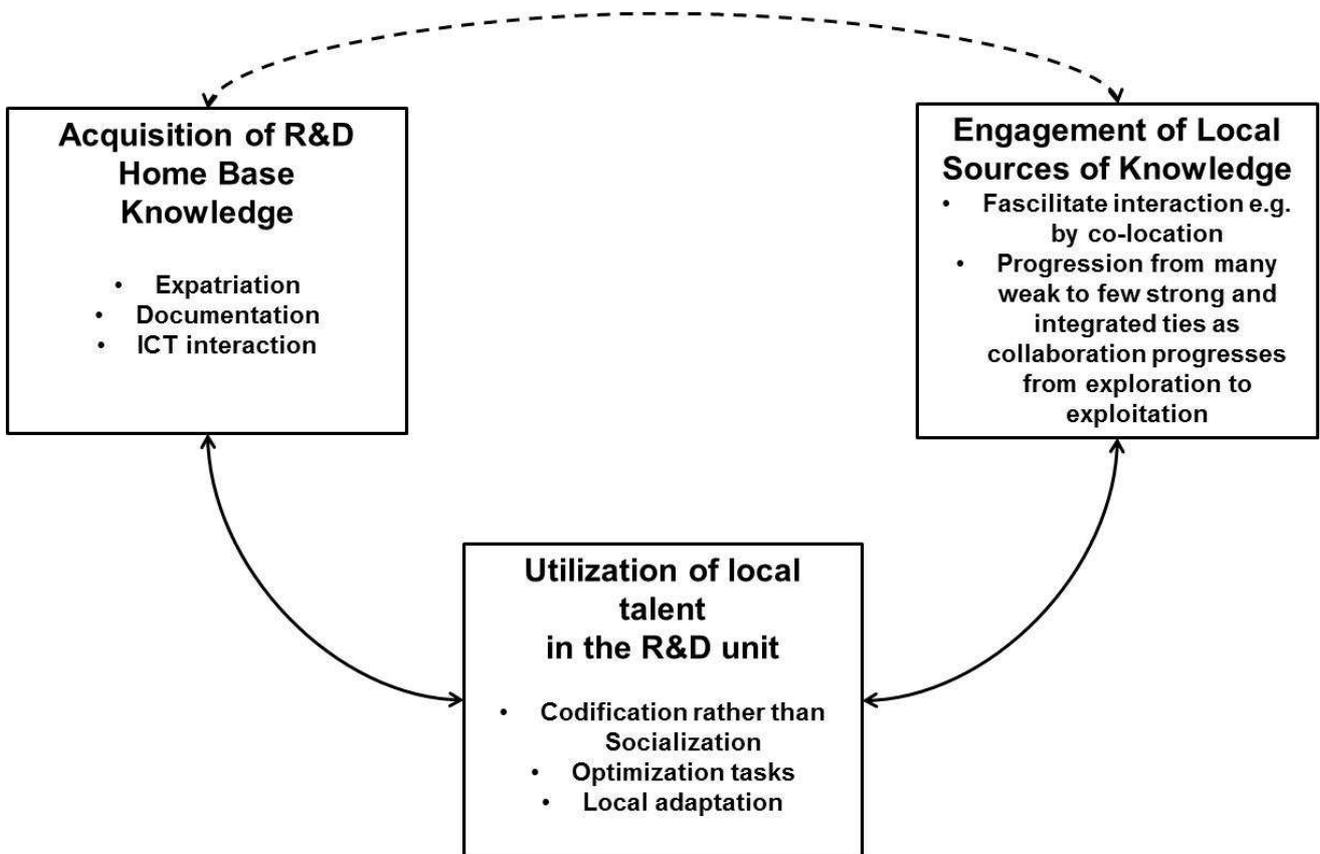 Acquisition of R&D
Home Base
Knowledge
• Expatriation
• Documentation
• ICT interaction
Engagement of Local
Sources of Knowledge
• Fascilitate interaction e.g.
by co-location
• Progression from many
weak to few strong and
integrated ties as
collaboration progresses
from exploration to
exploitation
Utilization of local
talent
in the R&D unit
• Codification rather than
Socialization
• Optimization tasks
• Local adaptation